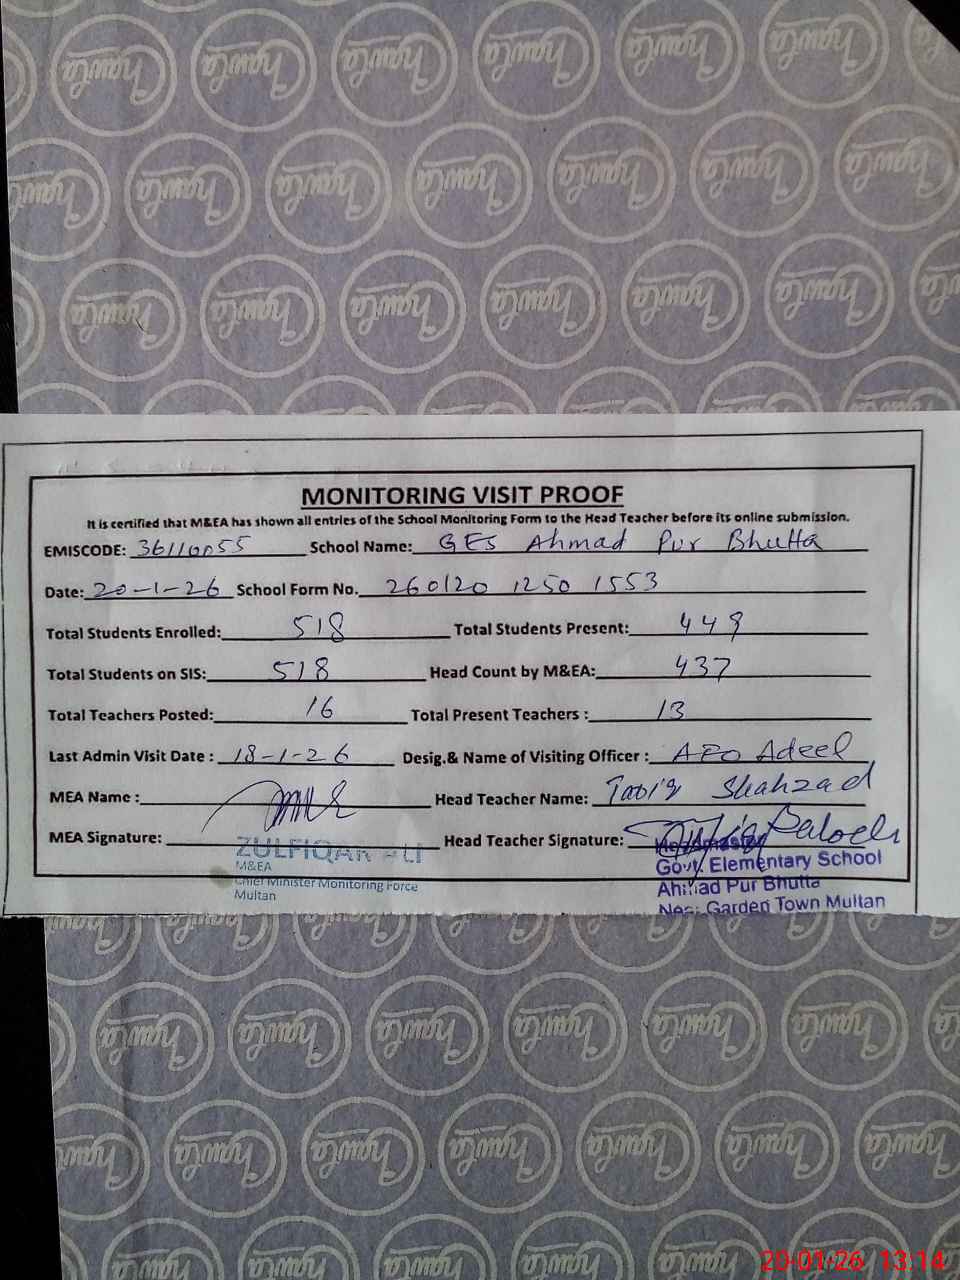 MONITORING VISIT PROOF
It is certified that M&EA has shown all entries of the School Monitoring Form to the Head Teacher before its online submission.
EMISCODE: 36110055 School Name: GES Ahmad Pur Bhutta
Date: 20-1-26 School Form No. 260120 1250 1553
Total Students Enrolled: 518 Total Students Present: 449
Total Students on SIS: 518 Head Count by M&EA: 437
Total Teachers Posted: 16 Total Present Teachers : 13
Last Admin Visit Date : 18-1-26 Desig.& Name of Visiting Officer : AEO Adeel
MEA Name : Head Teacher Name: Tariq Shahzad
MEA Signature: Head Teacher Signature: Baloch
ZULFIQAR ALI
M&EA
Chief Minister Monitoring Force
Multan
Headmaster
Govt. Elementary School
Ahmad Pur Bhutta
Near Garden Town Multan
Chawla
20-01-26 13:14